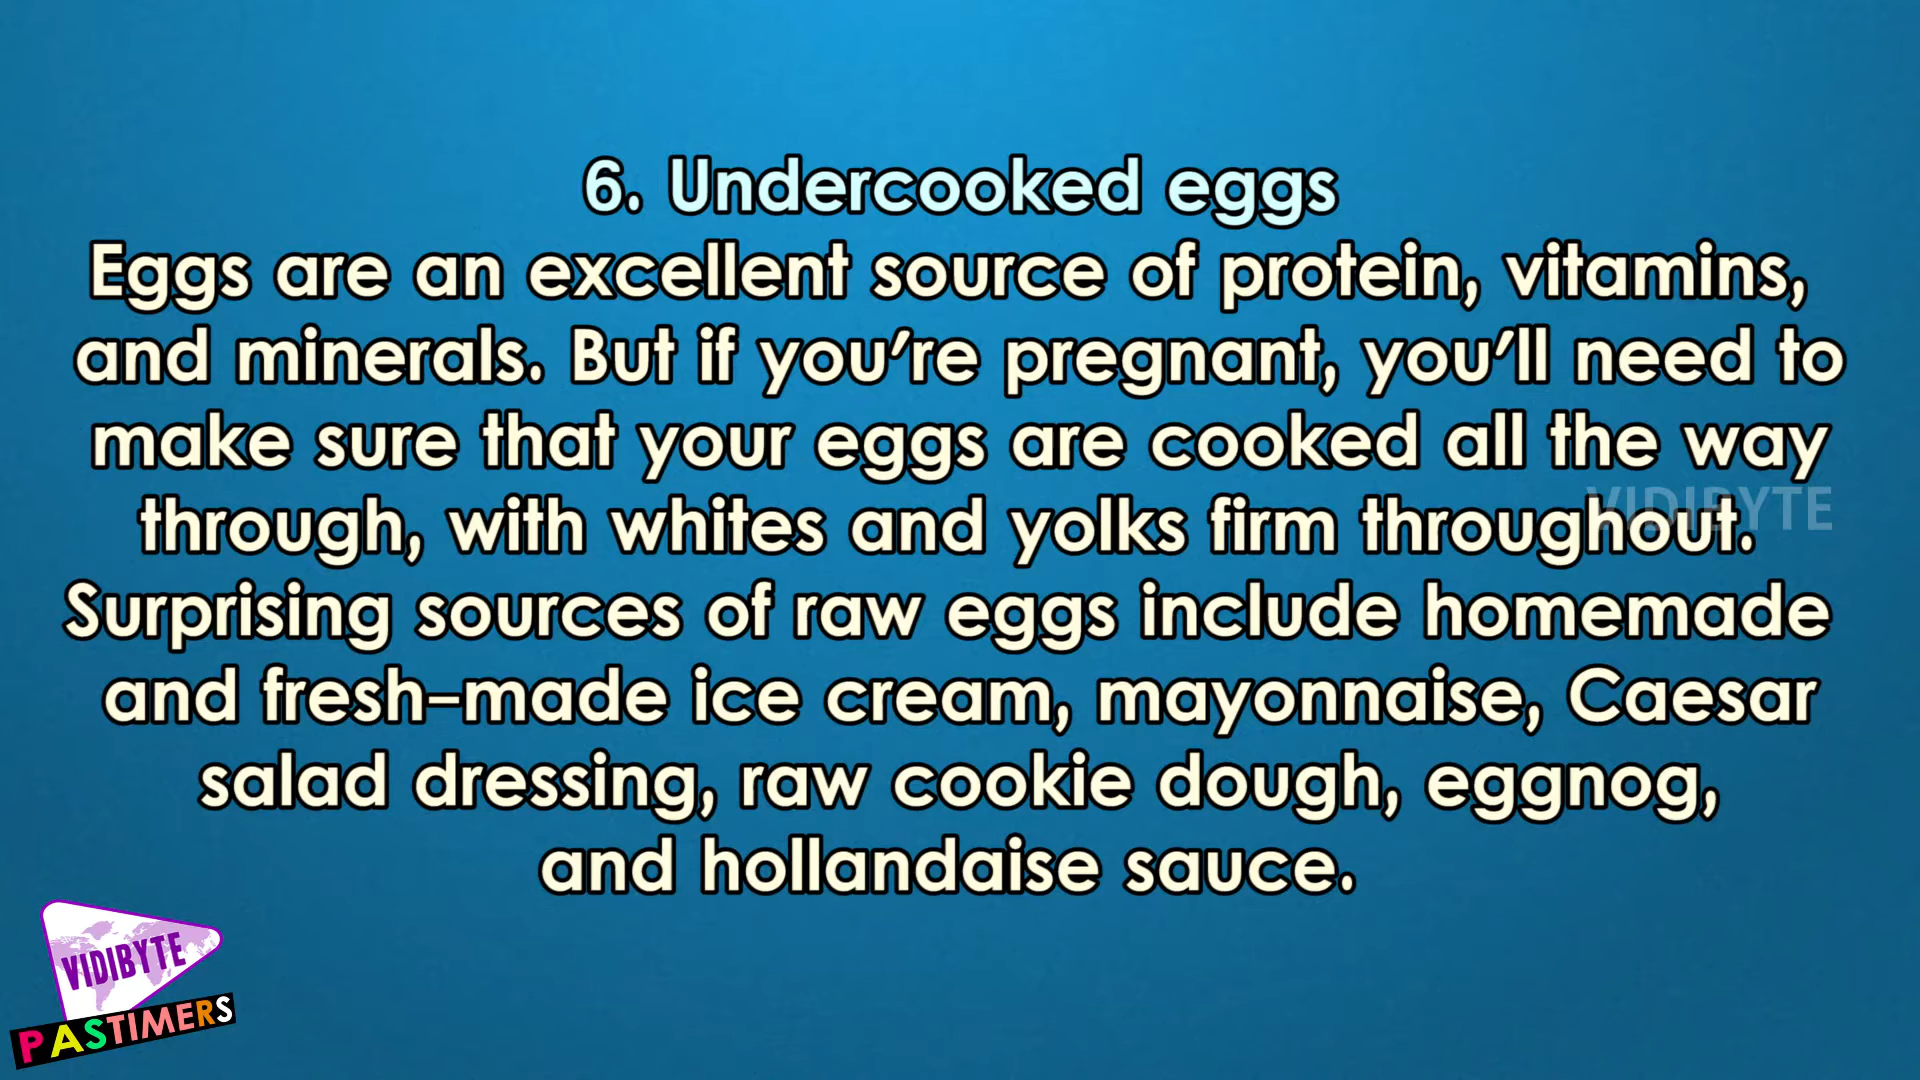 6. Undercooked eggs
Eggs are an excellent source of protein, vitamins,
and minerals. But if you're pregnant, you'll need to
make sure that your eggs are cooked all the way
through, with whites and yolks firm throughout.
Surprising sources of raw eggs include homemade
and fresh-made ice cream, mayonnaise, Caesar
salad dressing, raw cookie dough, eggnog,
and hollandaise sauce.
VIDIBYTE
VIDIBYTE
PASTIMERS